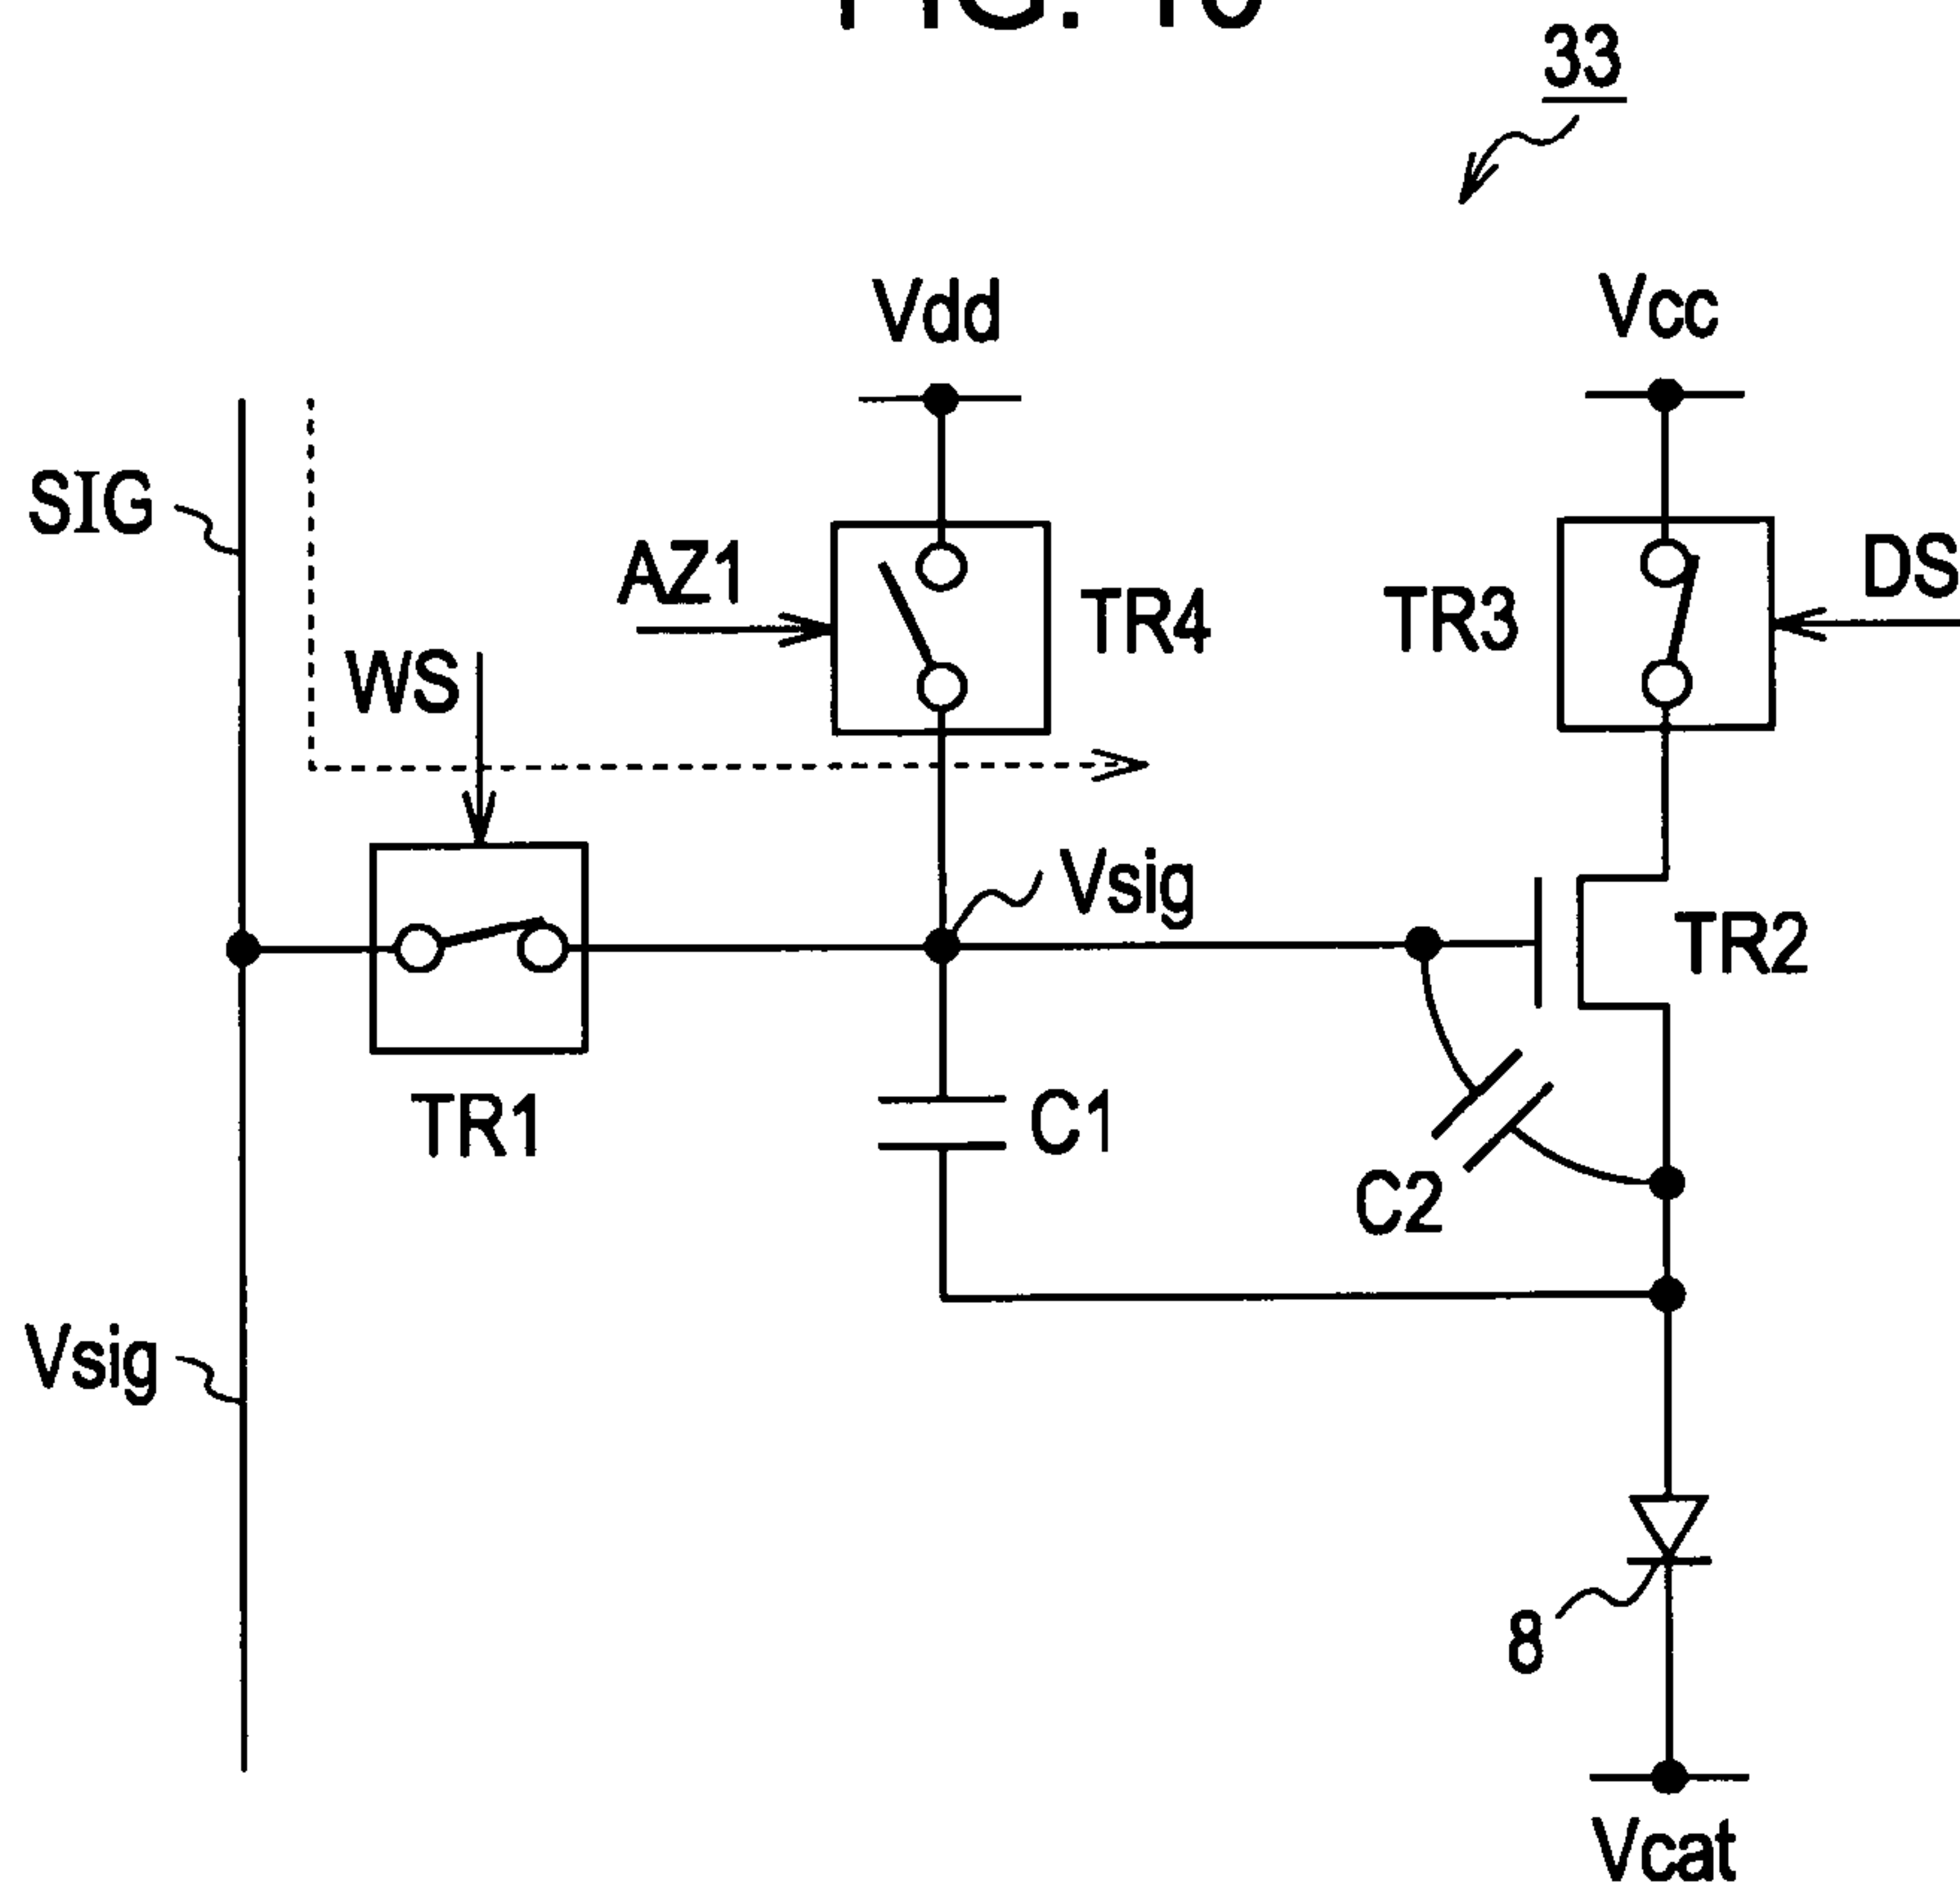 33
Vdd
Vcc
SIG
AZ1
TR4
TR3
DS
WS
Vsig
TR2
TR1
C1
C2
Vsig
8
Vcat